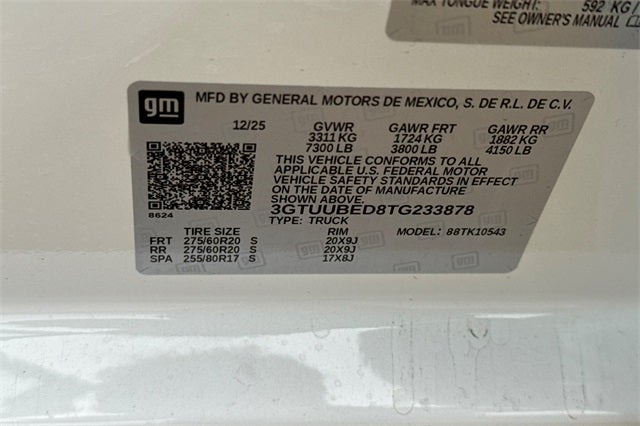 MAX TONGUE WEIGHT: 592 KG/
SEE OWNER'S MANUAL
gm
MFD BY GENERAL MOTORS DE MEXICO, S. DE R.L. DE C.V.
12/25 GVWR GAWR FRT GAWR RR
3311 KG 1724 KG 1882 KG
7300 LB 3800 LB 4150 LB
THIS VEHICLE CONFORMS TO ALL
APPLICABLE U.S. FEDERAL MOTOR
VEHICLE SAFETY STANDARDS IN EFFECT
ON THE DATE OF MANUFACTURE
SHOWN ABOVE.
8624
3GTUUBED8TG233878
TYPE: TRUCK MODEL: 88TK10543
TIRE SIZE RIM
FRT 275/60R20 S 20X9J
RR 275/60R20 S 20X9J
SPA 255/80R17 S 17X8J